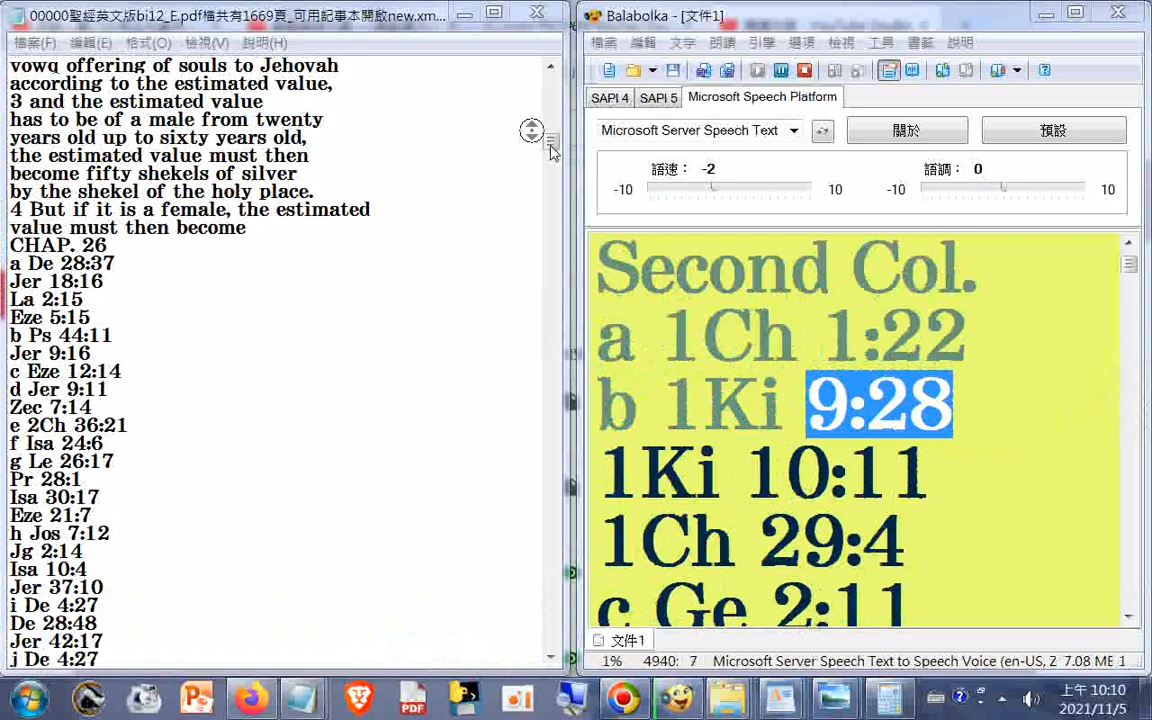 00000聖經英文版bi12_E.pdf檔共有1669頁_可用記事本開啟new.xm...
檔案(F) 編輯(E) 格式(O) 檢視(V) 說明(H)
vowq offering of souls to Jehovah
according to the estimated value,
3 and the estimated value
has to be of a male from twenty
years old up to sixty years old,
the estimated value must then
become fifty shekels of silver
by the shekel of the holy place.
4 But if it is a female, the estimated
value must then become
CHAP. 26
a De 28:37
Jer 18:16
La 2:15
Eze 5:15
b Ps 44:11
Jer 9:16
c Eze 12:14
d Jer 9:11
Zec 7:14
e 2Ch 36:21
f Isa 24:6
g Le 26:17
Pr 28:1
Isa 30:17
Eze 21:7
h Jos 7:12
Jg 2:14
Isa 10:4
Jer 37:10
i De 4:27
De 28:48
Jer 42:17
j De 4:27
Balabolka - [文件1]
檔案 編輯 文字 朗讀 引擎 選項 檢視 工具 書籤 說明
SAPI 4 SAPI 5 Microsoft Speech Platform
Microsoft Server Speech Text 關於 預設
語速： -2 語調： 0
-10 10 -10 10
Second Col.
a 1Ch 1:22
b 1Ki 9:28
1Ki 10:11
1Ch 29:4
c Ge 2:11
文件1
1% 4940: 7 Microsoft Server Speech Text to Speech Voice (en-US, Z 7.08 ME 1
PDF
上午 10:10
2021/11/5